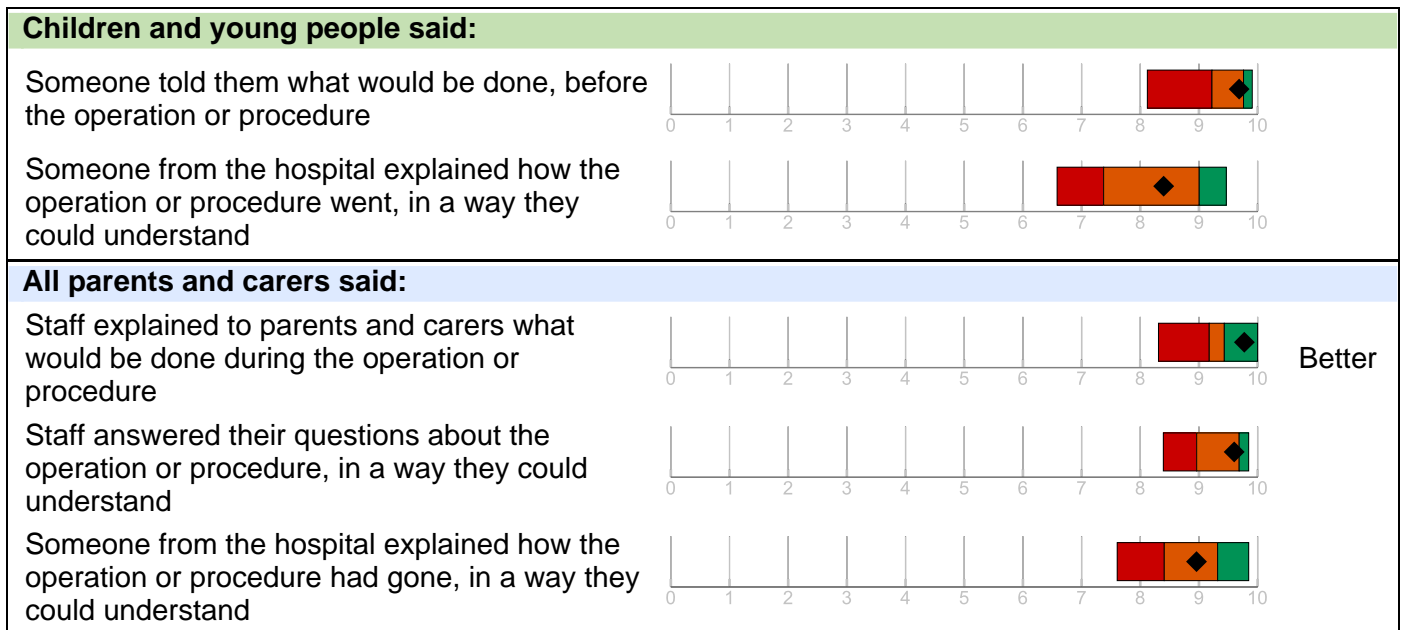 Children and young people said:
Someone told them what would be done, before
the operation or procedure
0 1 2 3 4 5 6 7 8 9 10
Someone from the hospital explained how the
operation or procedure went, in a way they
could understand
0 1 2 3 4 5 6 7 8 9 10
All parents and carers said:
Staff explained to parents and carers what
would be done during the operation or
procedure
0 1 2 3 4 5 6 7 8 9 10
Better
Staff answered their questions about the
operation or procedure, in a way they could
understand
0 1 2 3 4 5 6 7 8 9 10
Someone from the hospital explained how the
operation or procedure had gone, in a way they
could understand
0 1 2 3 4 5 6 7 8 9 10